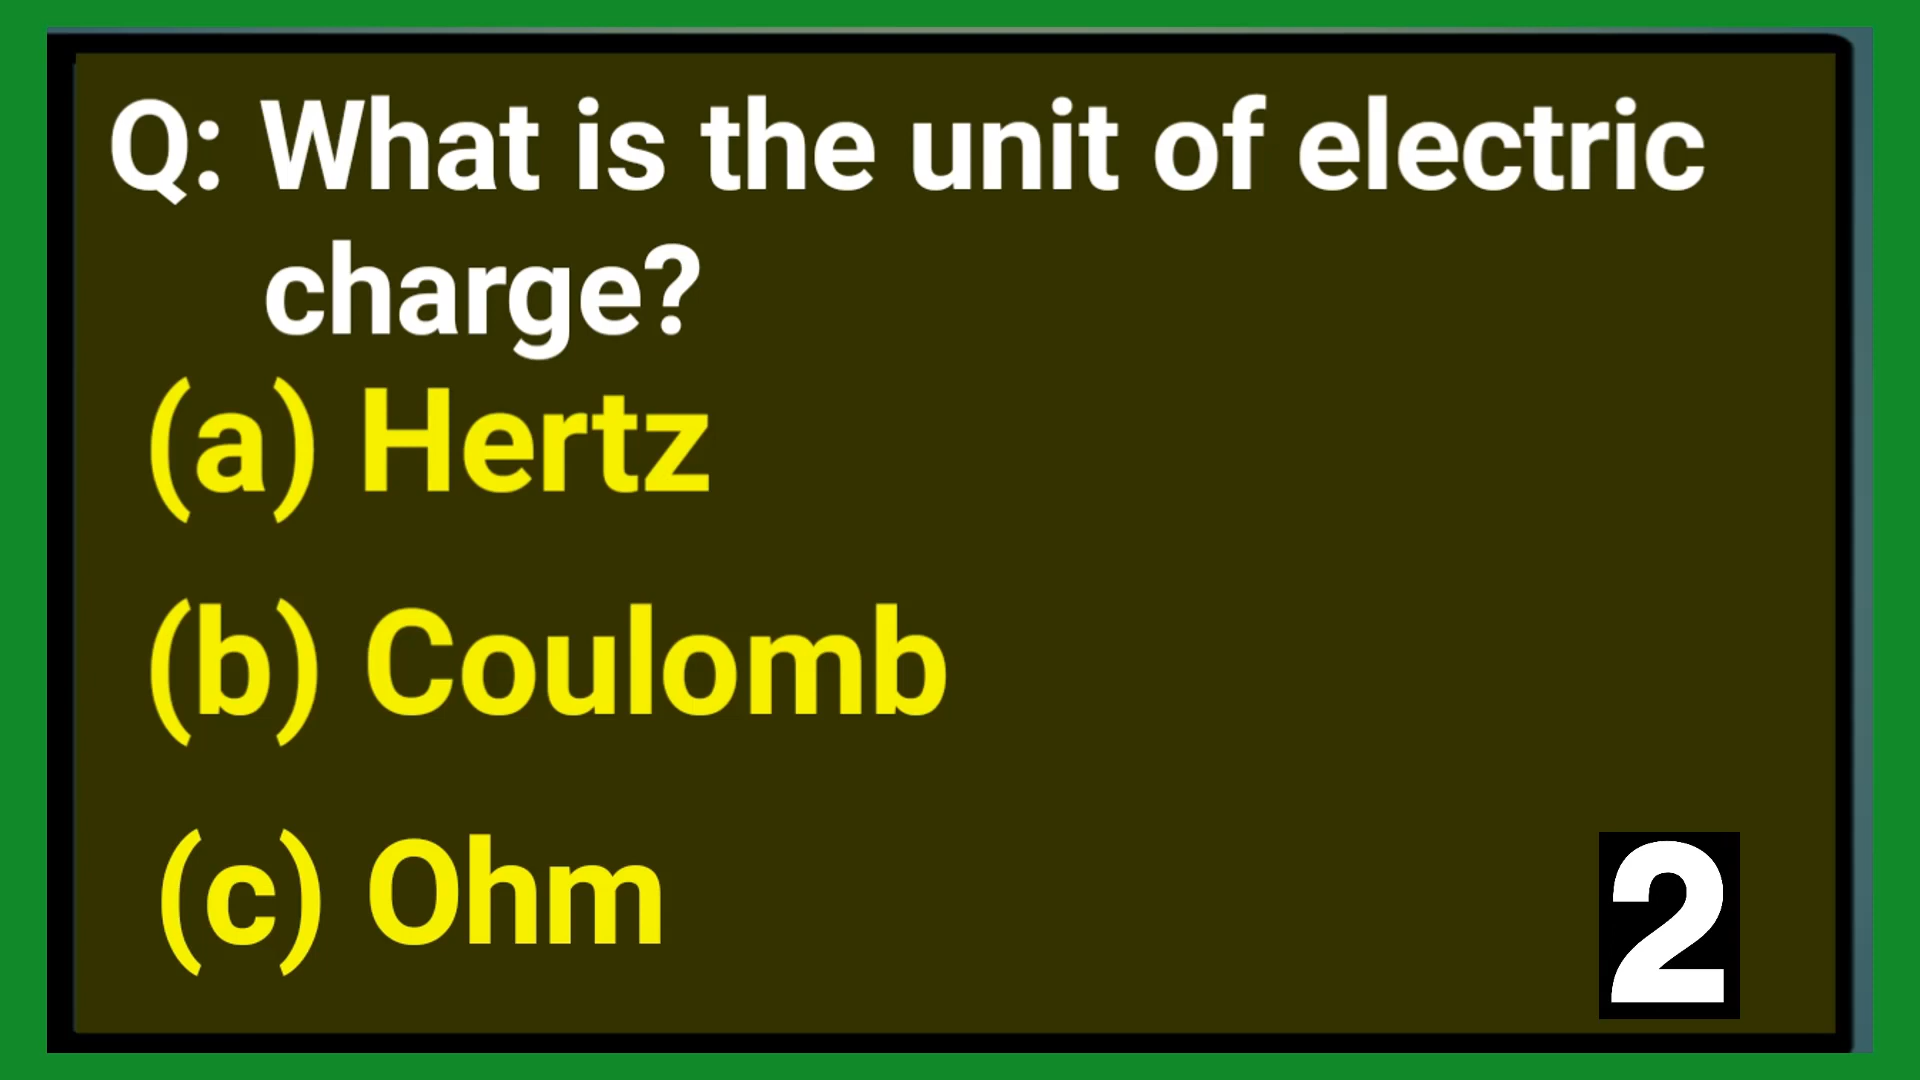 Q: What is the unit of electric
charge?
(a) Hertz
(b) Coulomb
(c) Ohm
2